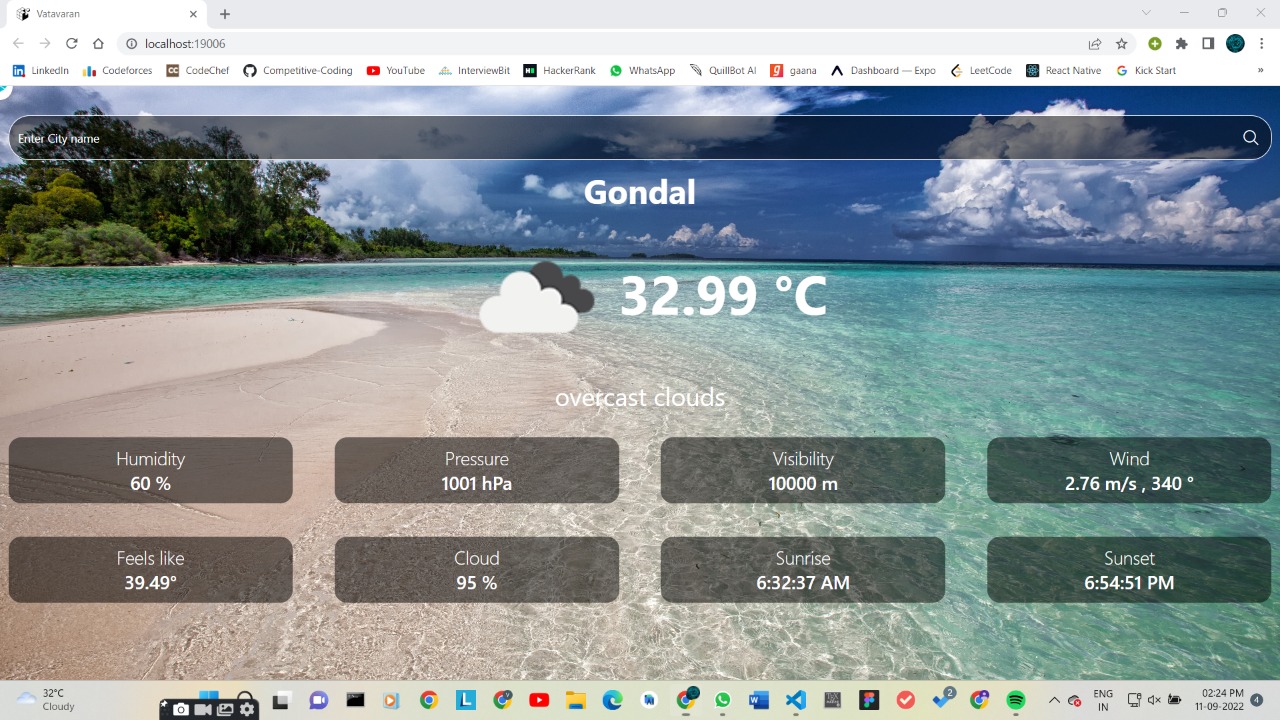 Vatavaran
localhost:19006
LinkedIn
Codeforces
CC CodeChef
Competitive-Coding
YouTube
InterviewBit
HackerRank
WhatsApp
QuillBot AI
gaana
Dashboard — Expo
LeetCode
React Native
Kick Start
»
Enter City name
Gondal
32.99 °C
overcast clouds
Humidity
60 %
Pressure
1001 hPa
Visibility
10000 m
Wind
2.76 m/s , 340 °
Feels like
39.49°
Cloud
95 %
Sunrise
6:32:37 AM
Sunset
6:54:51 PM
32°C
Cloudy
2
ENG
IN
02:24 PM
11-09-2022
4